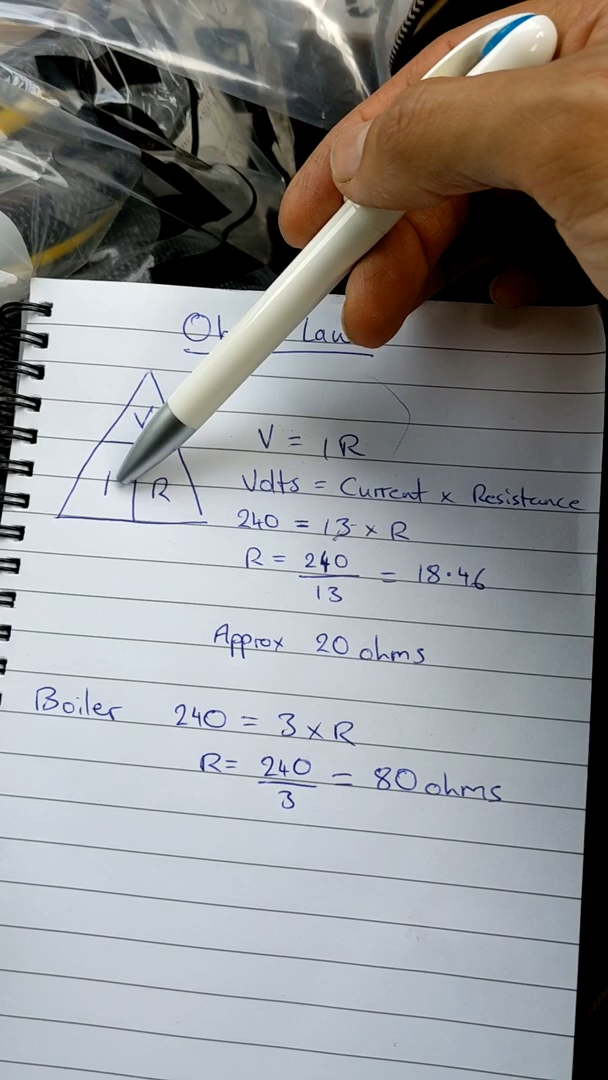 Law
V
I R
V = IR
Volts = Current x Resistance
240 = 13 x R
R = 240 / 13 = 18.46
Approx 20 ohms
Boiler 240 = 3 x R
R = 240 / 3 = 80 ohms